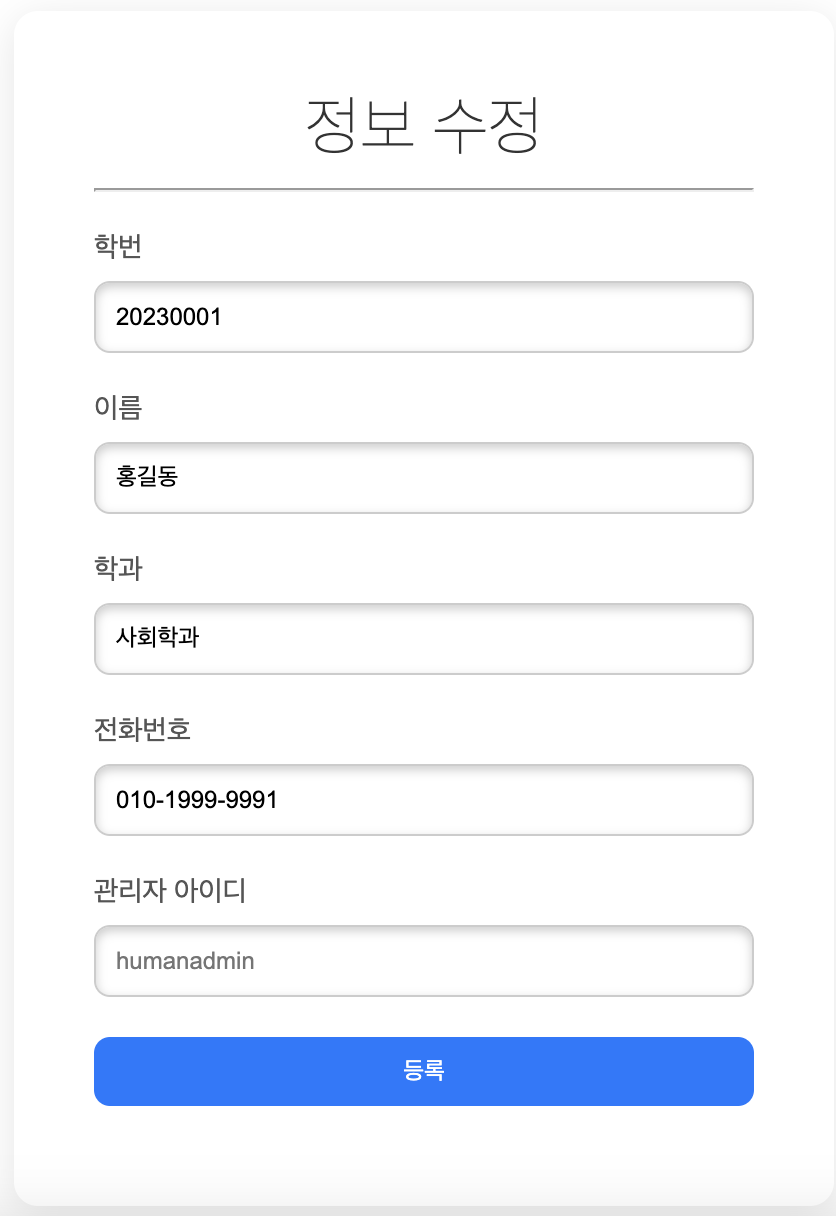 정보 수정
학번
20230001
이름
홍길동
학과
사회학과
전화번호
010-1999-9991
관리자 아이디
humanadmin
등록